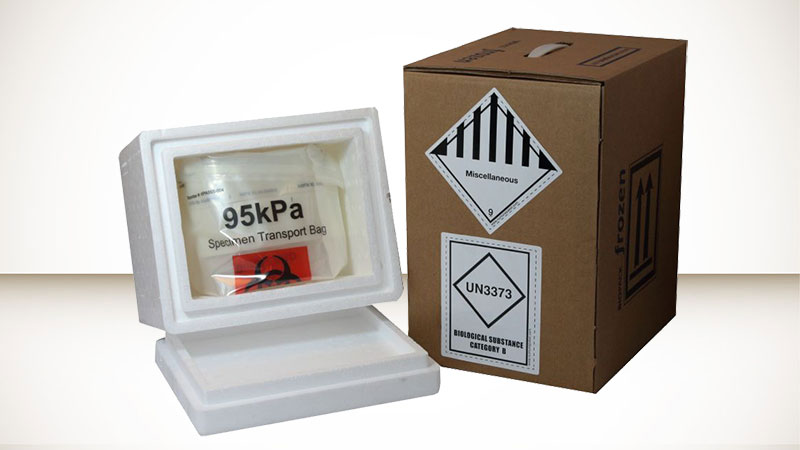 95kPa
Specimen Transport Bag
Miscellaneous
9
UN3373
BIOLOGICAL SUBSTANCE
CATEGORY B
frozen